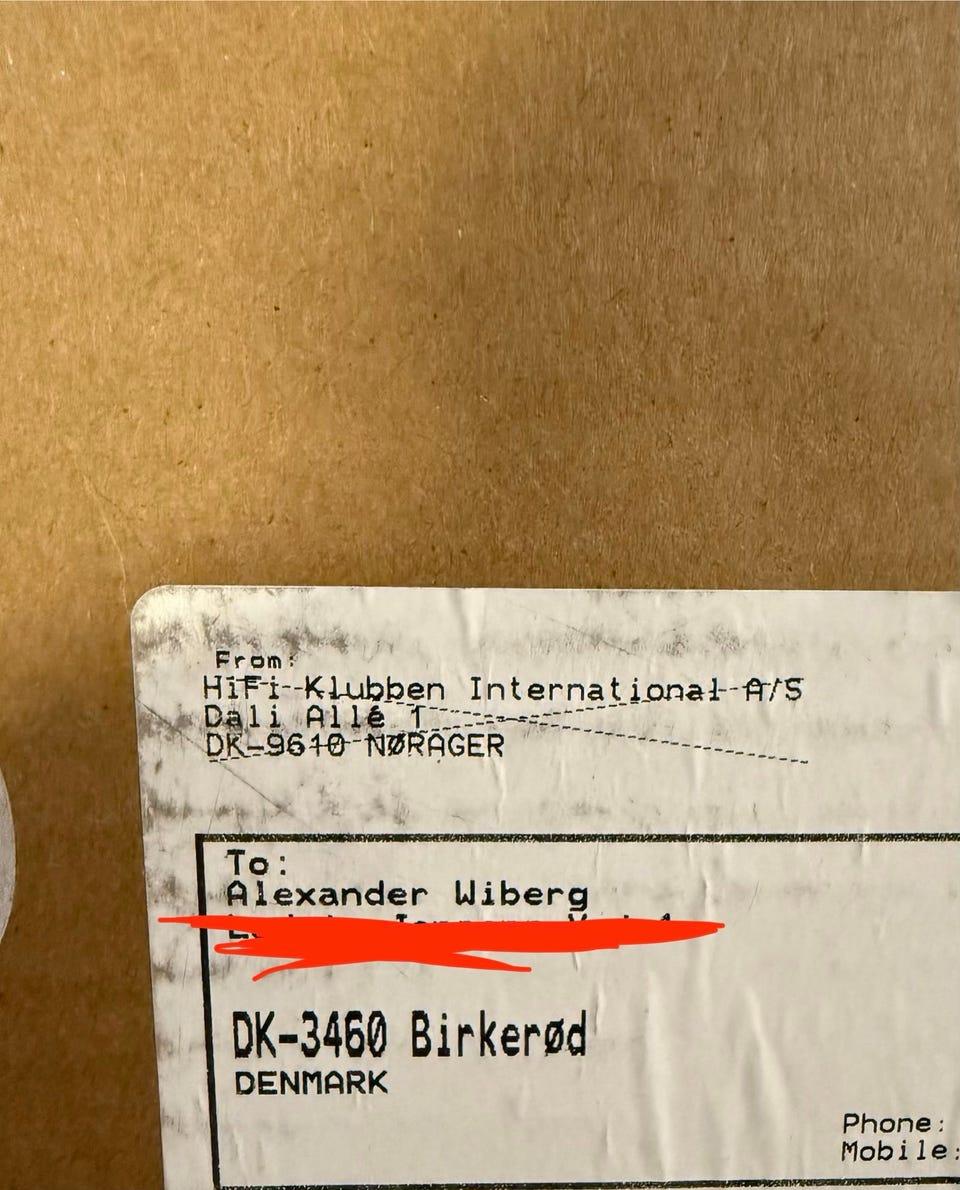 From:
HiFi-Klubben International A/S
Dali Allé 1
DK-9610 NØRAGER
To:
Alexander Wiberg
DK-3460 Birkerød
DENMARK
Phone:
Mobile: